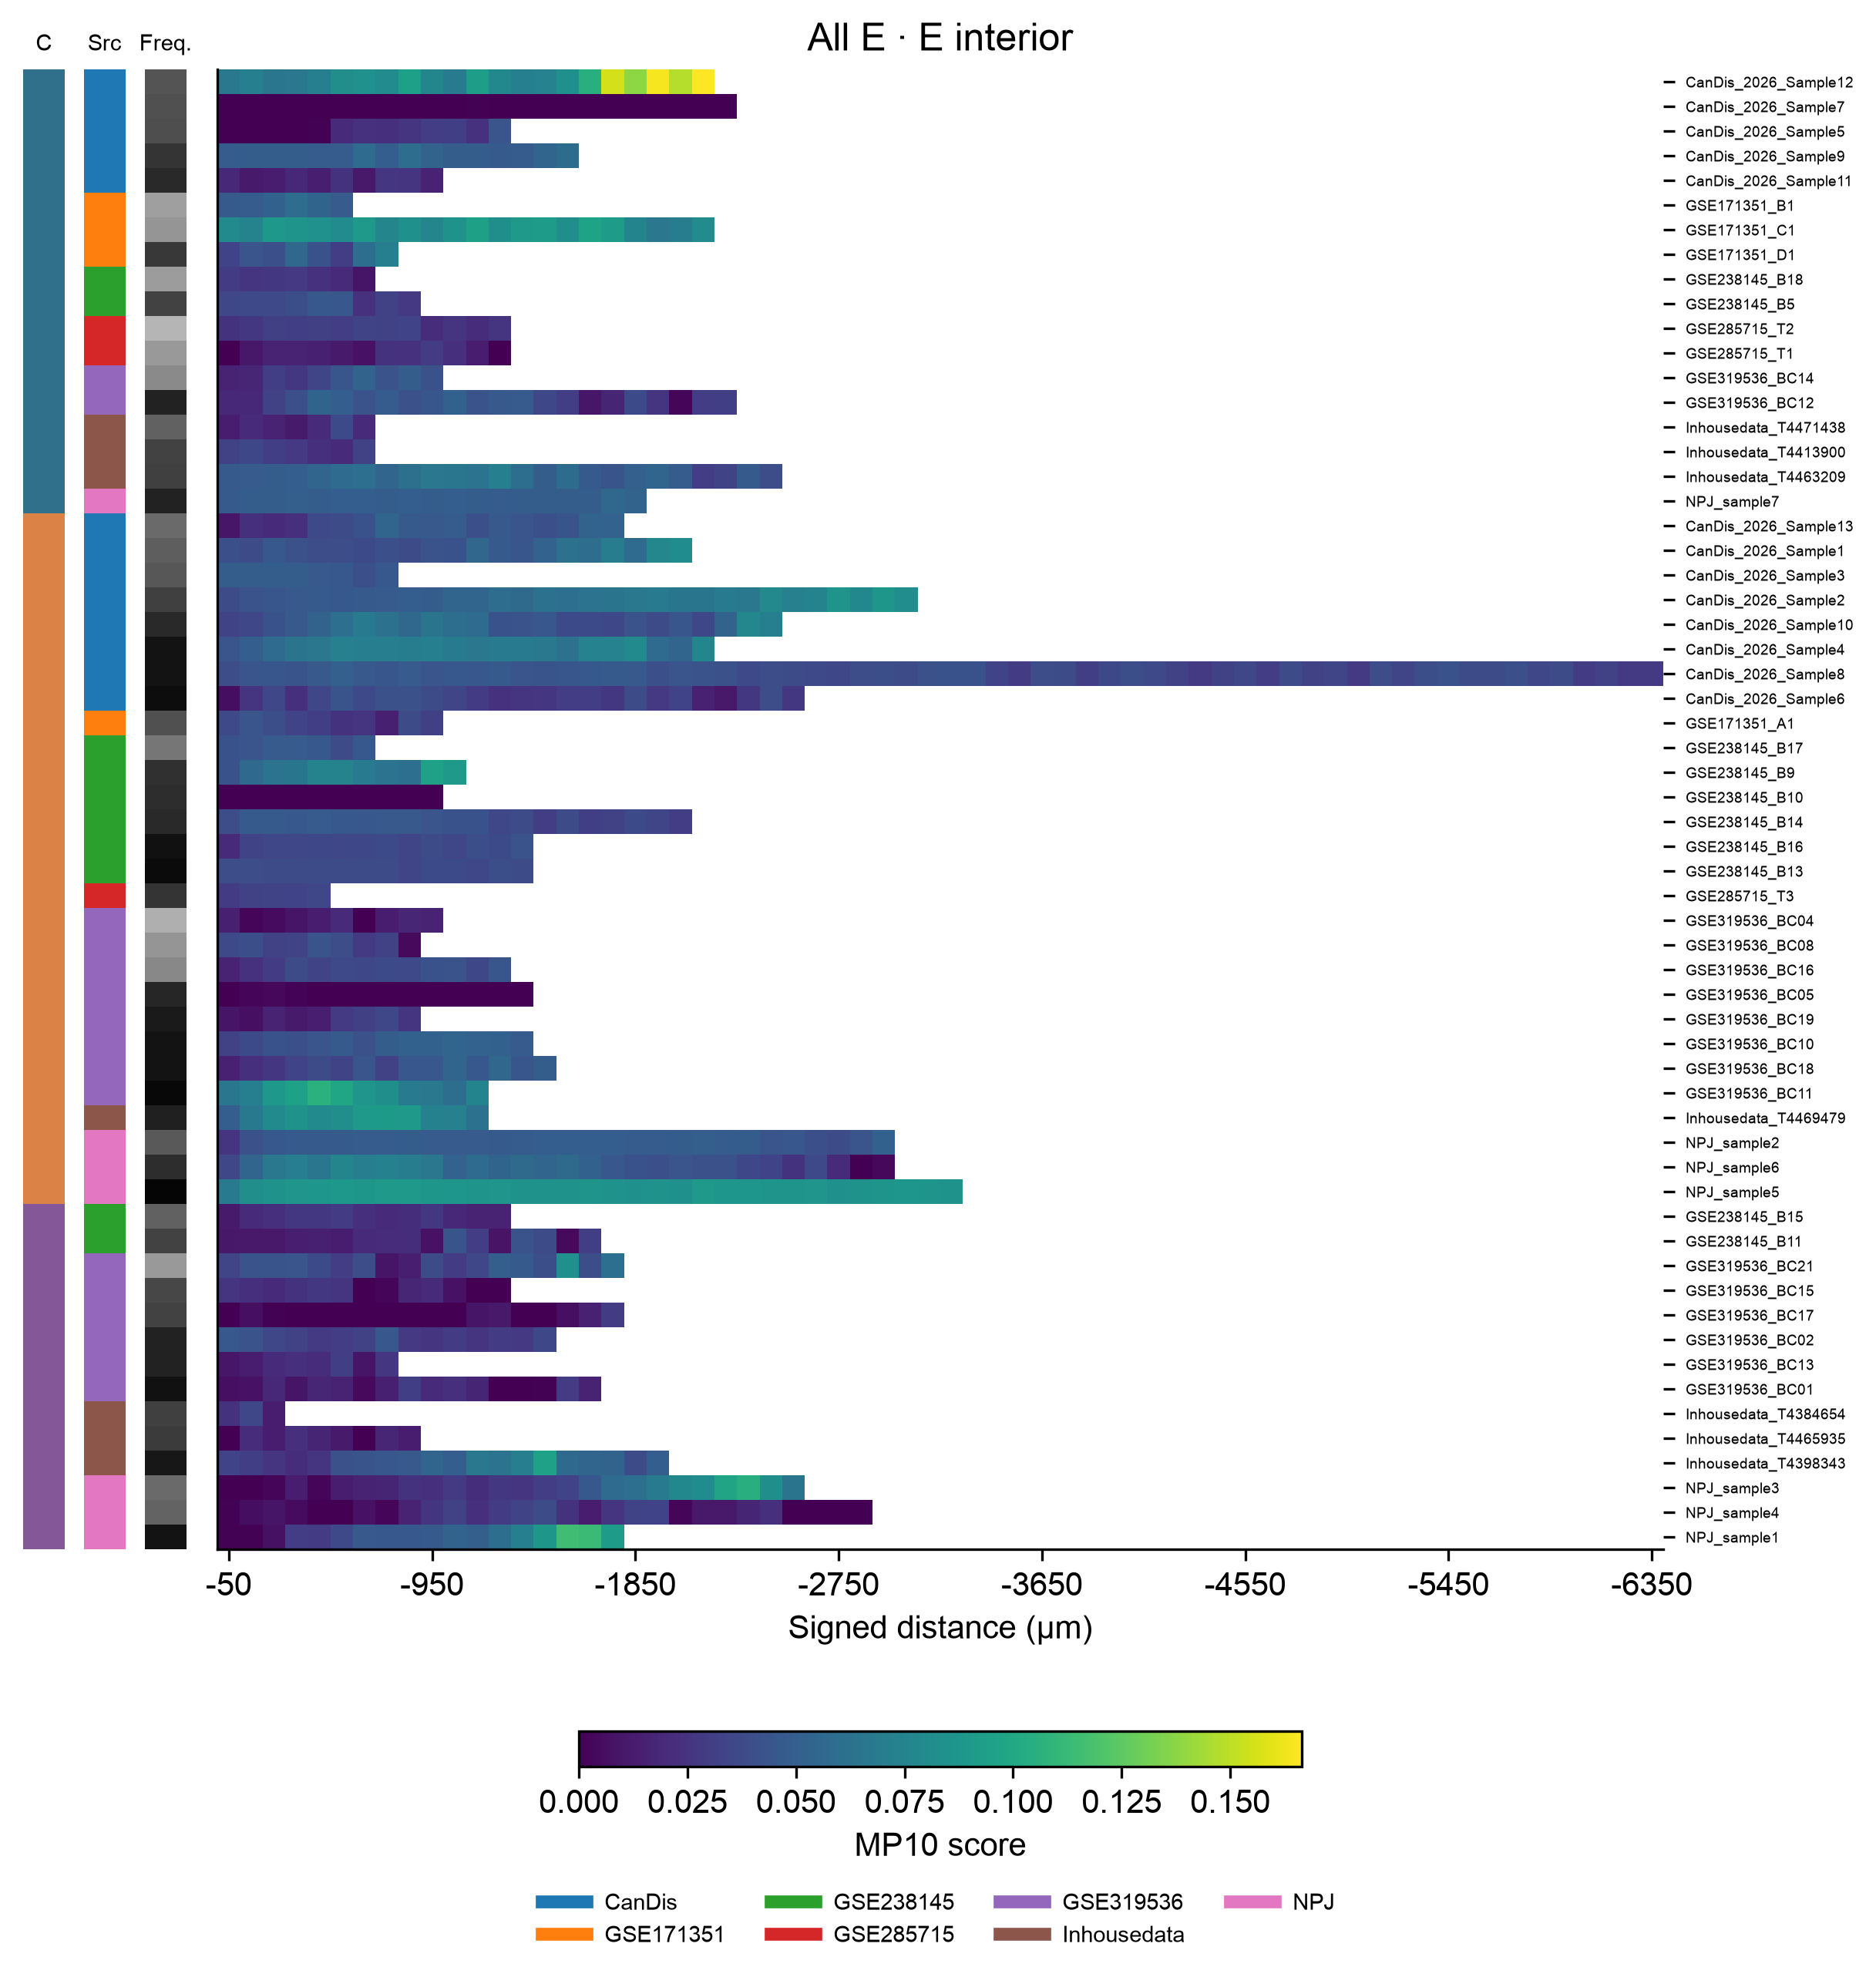 All E · E interior
C Src Freq.
CanDis_2026_Sample12
CanDis_2026_Sample7
CanDis_2026_Sample5
CanDis_2026_Sample9
CanDis_2026_Sample11
GSE171351_B1
GSE171351_C1
GSE171351_D1
GSE238145_B18
GSE238145_B5
GSE285715_T2
GSE285715_T1
GSE319536_BC14
GSE319536_BC12
Inhousedata_T4471438
Inhousedata_T4413900
Inhousedata_T4463209
NPJ_sample7
CanDis_2026_Sample13
CanDis_2026_Sample1
CanDis_2026_Sample3
CanDis_2026_Sample2
CanDis_2026_Sample10
CanDis_2026_Sample4
CanDis_2026_Sample8
CanDis_2026_Sample6
GSE171351_A1
GSE238145_B17
GSE238145_B9
GSE238145_B10
GSE238145_B14
GSE238145_B16
GSE238145_B13
GSE285715_T3
GSE319536_BC04
GSE319536_BC08
GSE319536_BC16
GSE319536_BC05
GSE319536_BC19
GSE319536_BC10
GSE319536_BC18
GSE319536_BC11
Inhousedata_T4469479
NPJ_sample2
NPJ_sample6
NPJ_sample5
GSE238145_B15
GSE238145_B11
GSE319536_BC21
GSE319536_BC15
GSE319536_BC17
GSE319536_BC02
GSE319536_BC13
GSE319536_BC01
Inhousedata_T4384654
Inhousedata_T4465935
Inhousedata_T4398343
NPJ_sample3
NPJ_sample4
NPJ_sample1
-50 -950 -1850 -2750 -3650 -4550 -5450 -6350
Signed distance (µm)
0.000 0.025 0.050 0.075 0.100 0.125 0.150
MP10 score
CanDis GSE238145 GSE319536 NPJ
GSE171351 GSE285715 Inhousedata